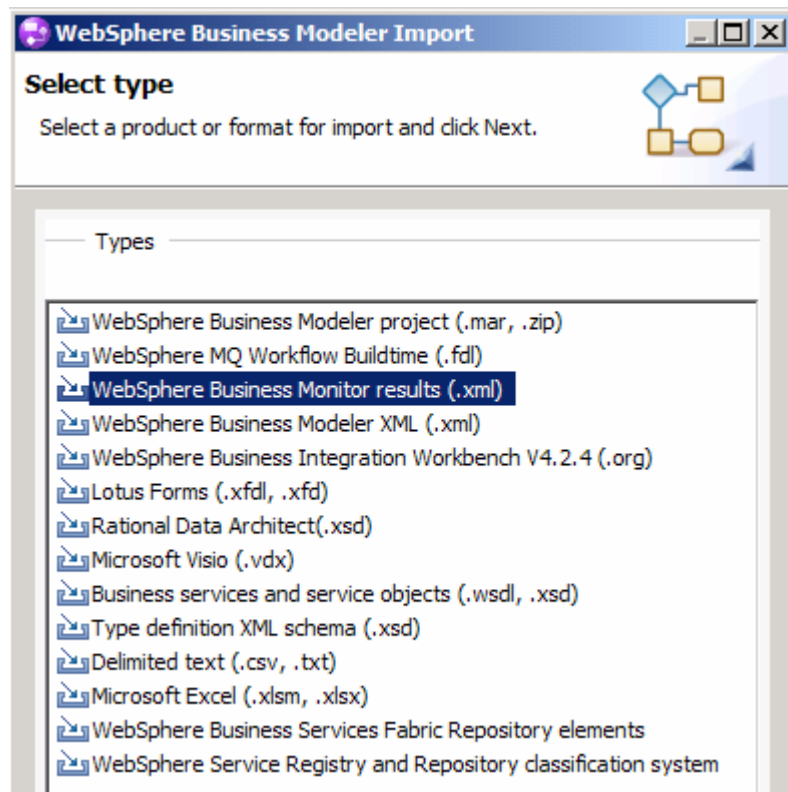 WebSphere Business Modeler Import
Select type
Select a product or format for import and click Next.
Types
WebSphere Business Modeler project (.mar, .zip)
WebSphere MQ Workflow Buildtime (.fdl)
WebSphere Business Monitor results (.xml)
WebSphere Business Modeler XML (.xml)
WebSphere Business Integration Workbench V4.2.4 (.org)
Lotus Forms (.xfdl, .xfd)
Rational Data Architect(.xsd)
Microsoft Visio (.vdx)
Business services and service objects (.wsdl, .xsd)
Type definition XML schema (.xsd)
Delimited text (.csv, .txt)
Microsoft Excel (.xlsm, .xlsx)
WebSphere Business Services Fabric Repository elements
WebSphere Service Registry and Repository classification system